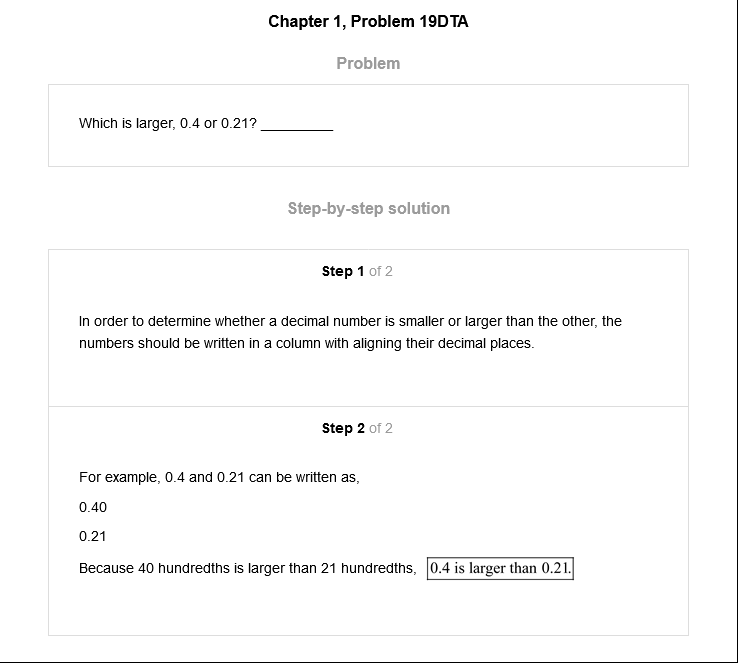 Chapter 1, Problem 19DTA
Problem
Which is larger, 0.4 or 0.21? __________
Step-by-step solution
Step 1 of 2
In order to determine whether a decimal number is smaller or larger than the other, the
numbers should be written in a column with aligning their decimal places.
Step 2 of 2
For example, 0.4 and 0.21 can be written as,
0.40
0.21
Because 40 hundredths is larger than 21 hundredths, 0.4 is larger than 0.21.